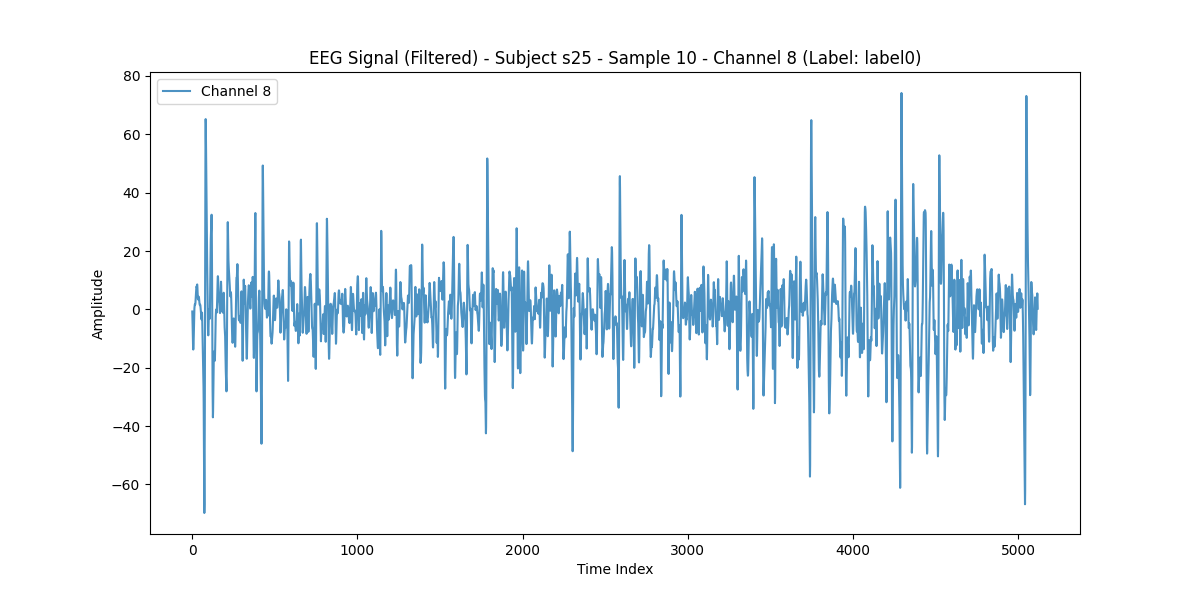 EEG Signal (Filtered) - Subject s25 - Sample 10 - Channel 8 (Label: label0)
Channel 8
80
60
40
20
0
−20
−40
−60
Amplitude
0 1000 2000 3000 4000 5000
Time Index